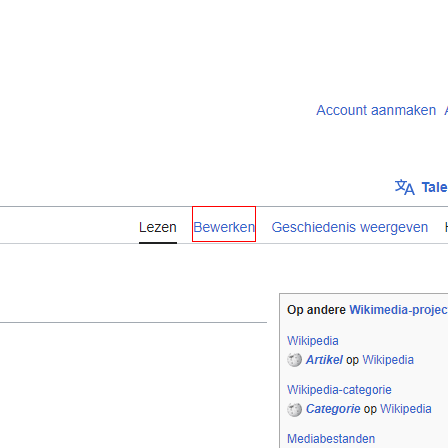 Account aanmaken
Tale
Lezen Bewerken Geschiedenis weergeven
Op andere Wikimedia-projec
Wikipedia
Artikel op Wikipedia
Wikipedia-categorie
Categorie op Wikipedia
Mediabestanden